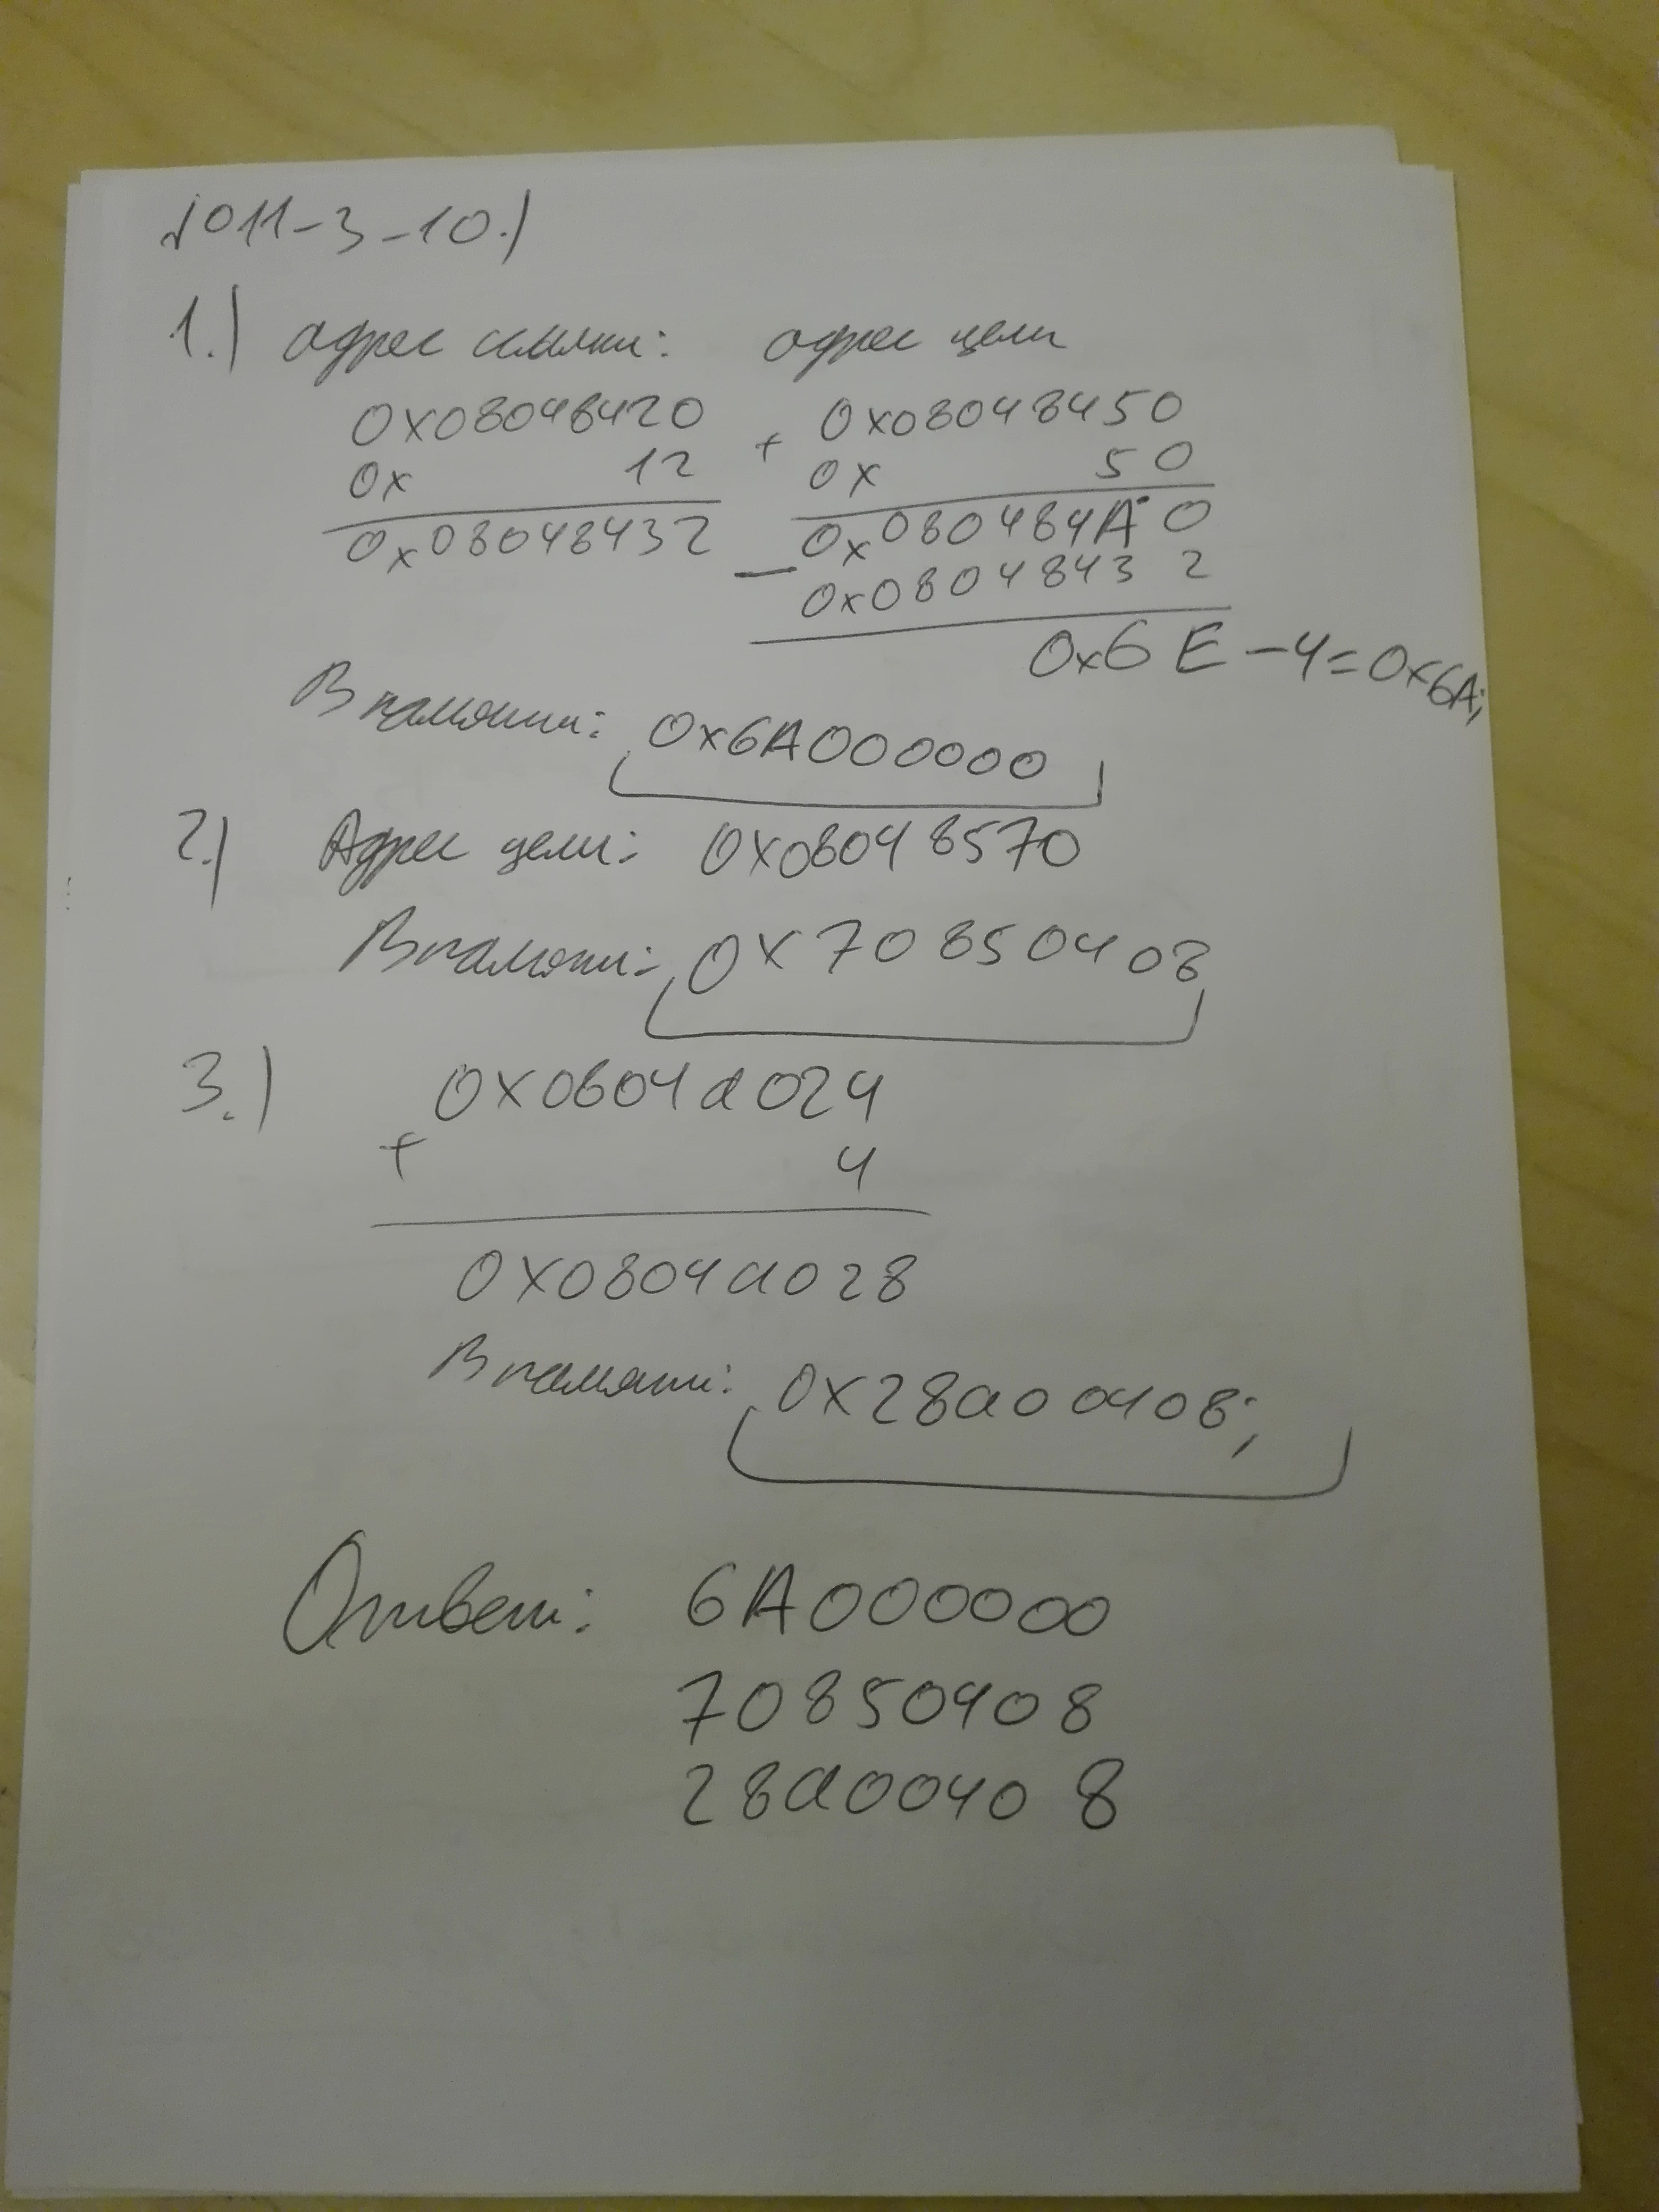 №011-3-10.)
1.) адрес ссылки: адрес цели
0x08048420 + 0x08048450
0x 12 0x 50
0x08048432 0x080484A0
− 0x08048432
0x6E −4=0x6A;
В памяти: 0x6A000000
2.) Адрес цели: 0x08048570
В памяти: 0x70850408
3.) 0x0804a024
+ 4
0x0804a028
В памяти: 0x28a00408;
Ответ: 6A000000
70850408
28a00408